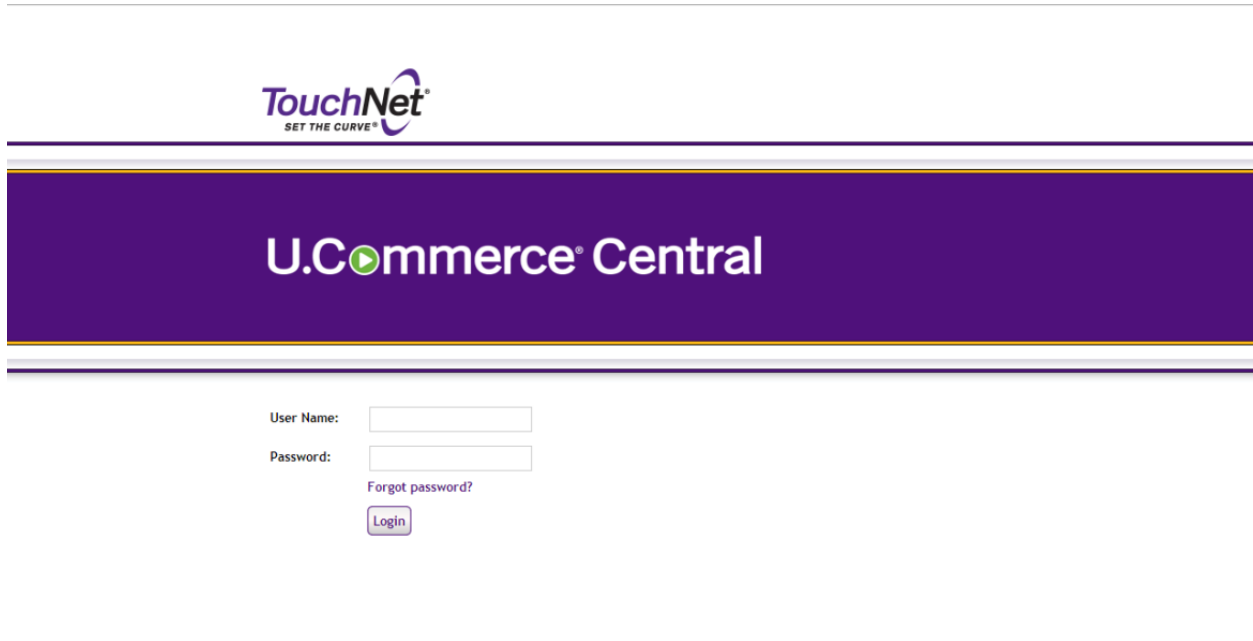 TouchNet®
SET THE CURVE®
U.Commerce® Central
User Name:
Password:
Forgot password?
Login